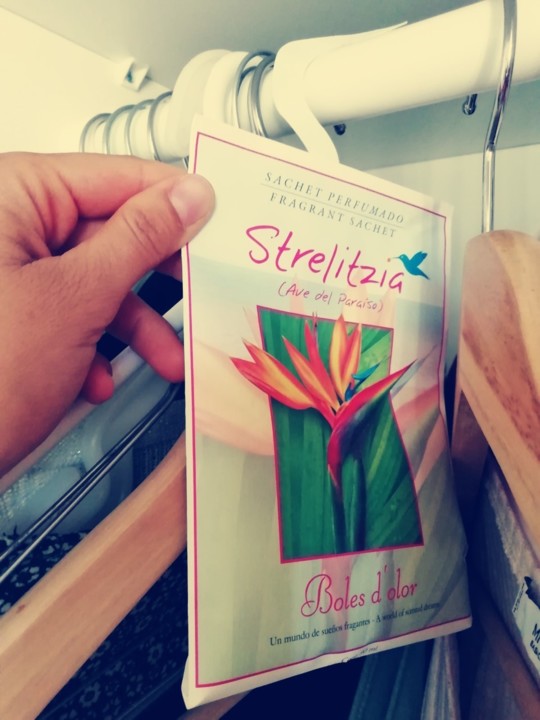 SACHET PERFUMADO
FRAGRANT SACHET
Strelitzia
(Ave del Paraíso)
Boles d'olor
Un mundo de sueños fragantes - A world of scented dreams